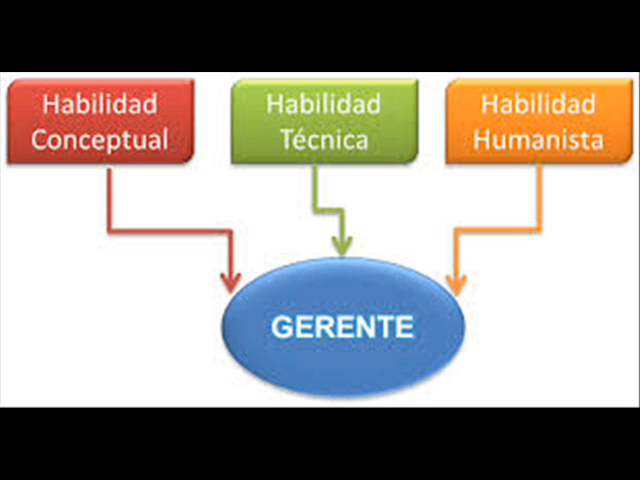 Habilidad
Conceptual
Habilidad
Técnica
Habilidad
Humanista
GERENTE